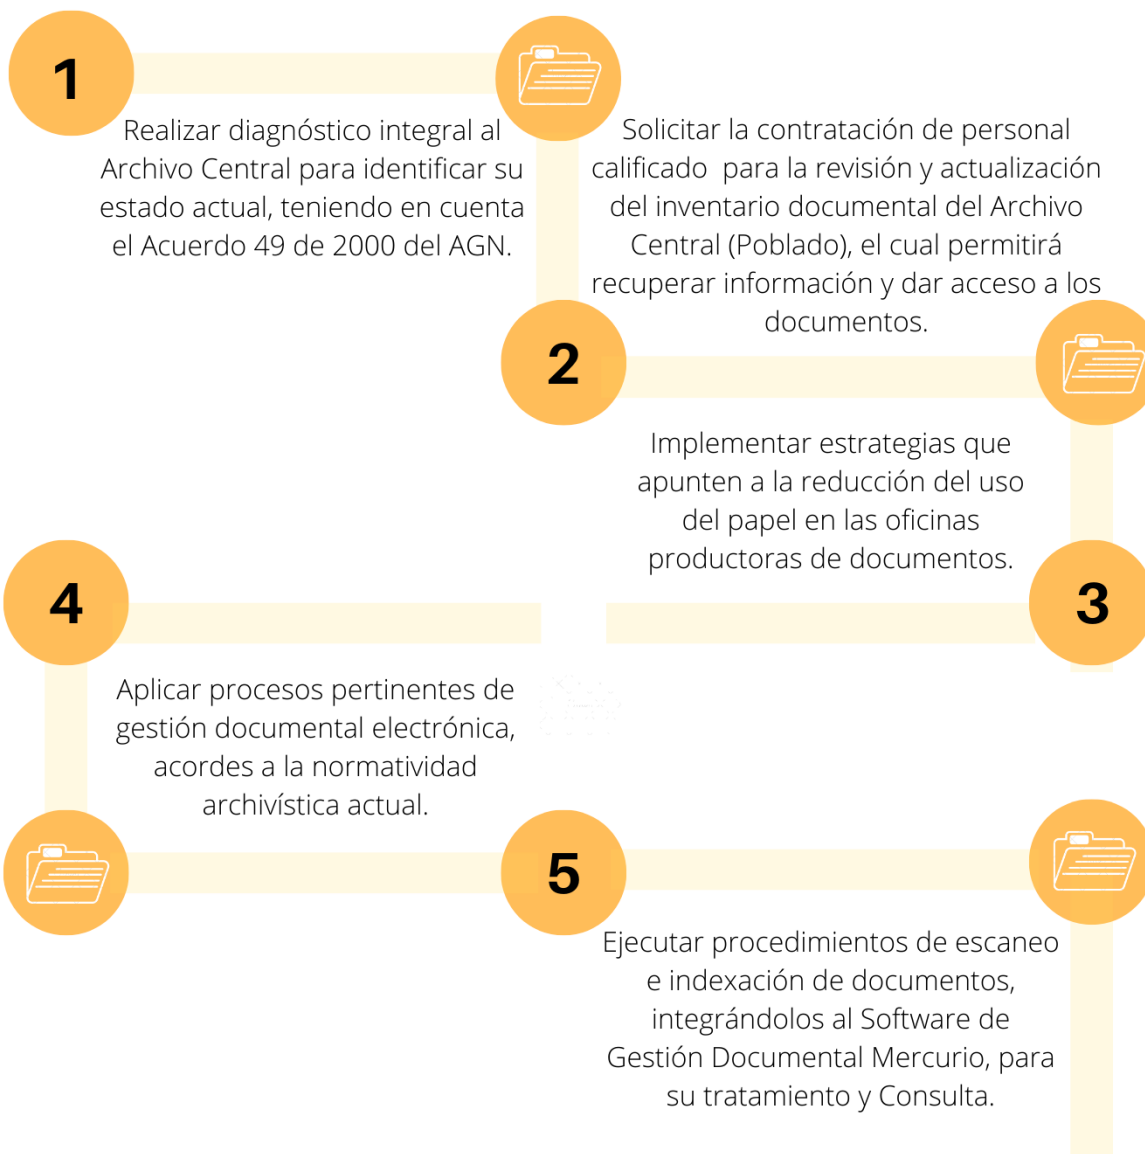 1
Realizar diagnóstico integral al
Archivo Central para identificar su
estado actual, teniendo en cuenta
el Acuerdo 49 de 2000 del AGN.
Solicitar la contratación de personal
calificado para la revisión y actualización
del inventario documental del Archivo
Central (Poblado), el cual permitirá
recuperar información y dar acceso a los
documentos.
2
Implementar estrategias que
apunten a la reducción del uso
del papel en las oficinas
productoras de documentos.
3
4
Aplicar procesos pertinentes de
gestión documental electrónica,
acordes a la normatividad
archivística actual.
5
Ejecutar procedimientos de escaneo
e indexación de documentos,
integrándolos al Software de
Gestión Documental Mercurio, para
su tratamiento y Consulta.